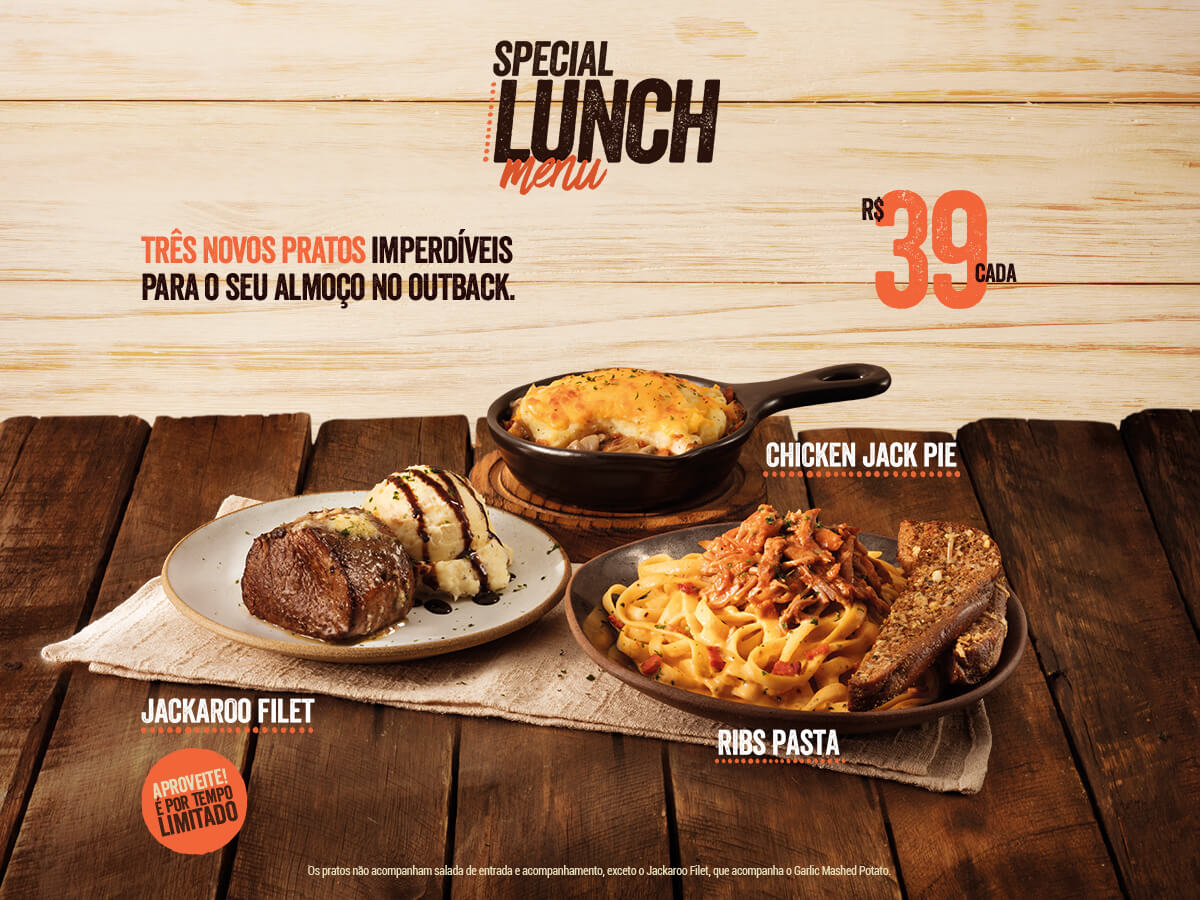 SPECIAL
LUNCH
menu
TRÊS NOVOS PRATOS IMPERDÍVEIS
PARA O SEU ALMOÇO NO OUTBACK.
R$ 39 CADA
CHICKEN JACK PIE
JACKAROO FILET
RIBS PASTA
APROVEITE!
É POR TEMPO
LIMITADO
Os pratos não acompanham salada de entrada e acompanhamento, exceto o Jackaroo Filet, que acompanha o Garlic Mashed Potato.